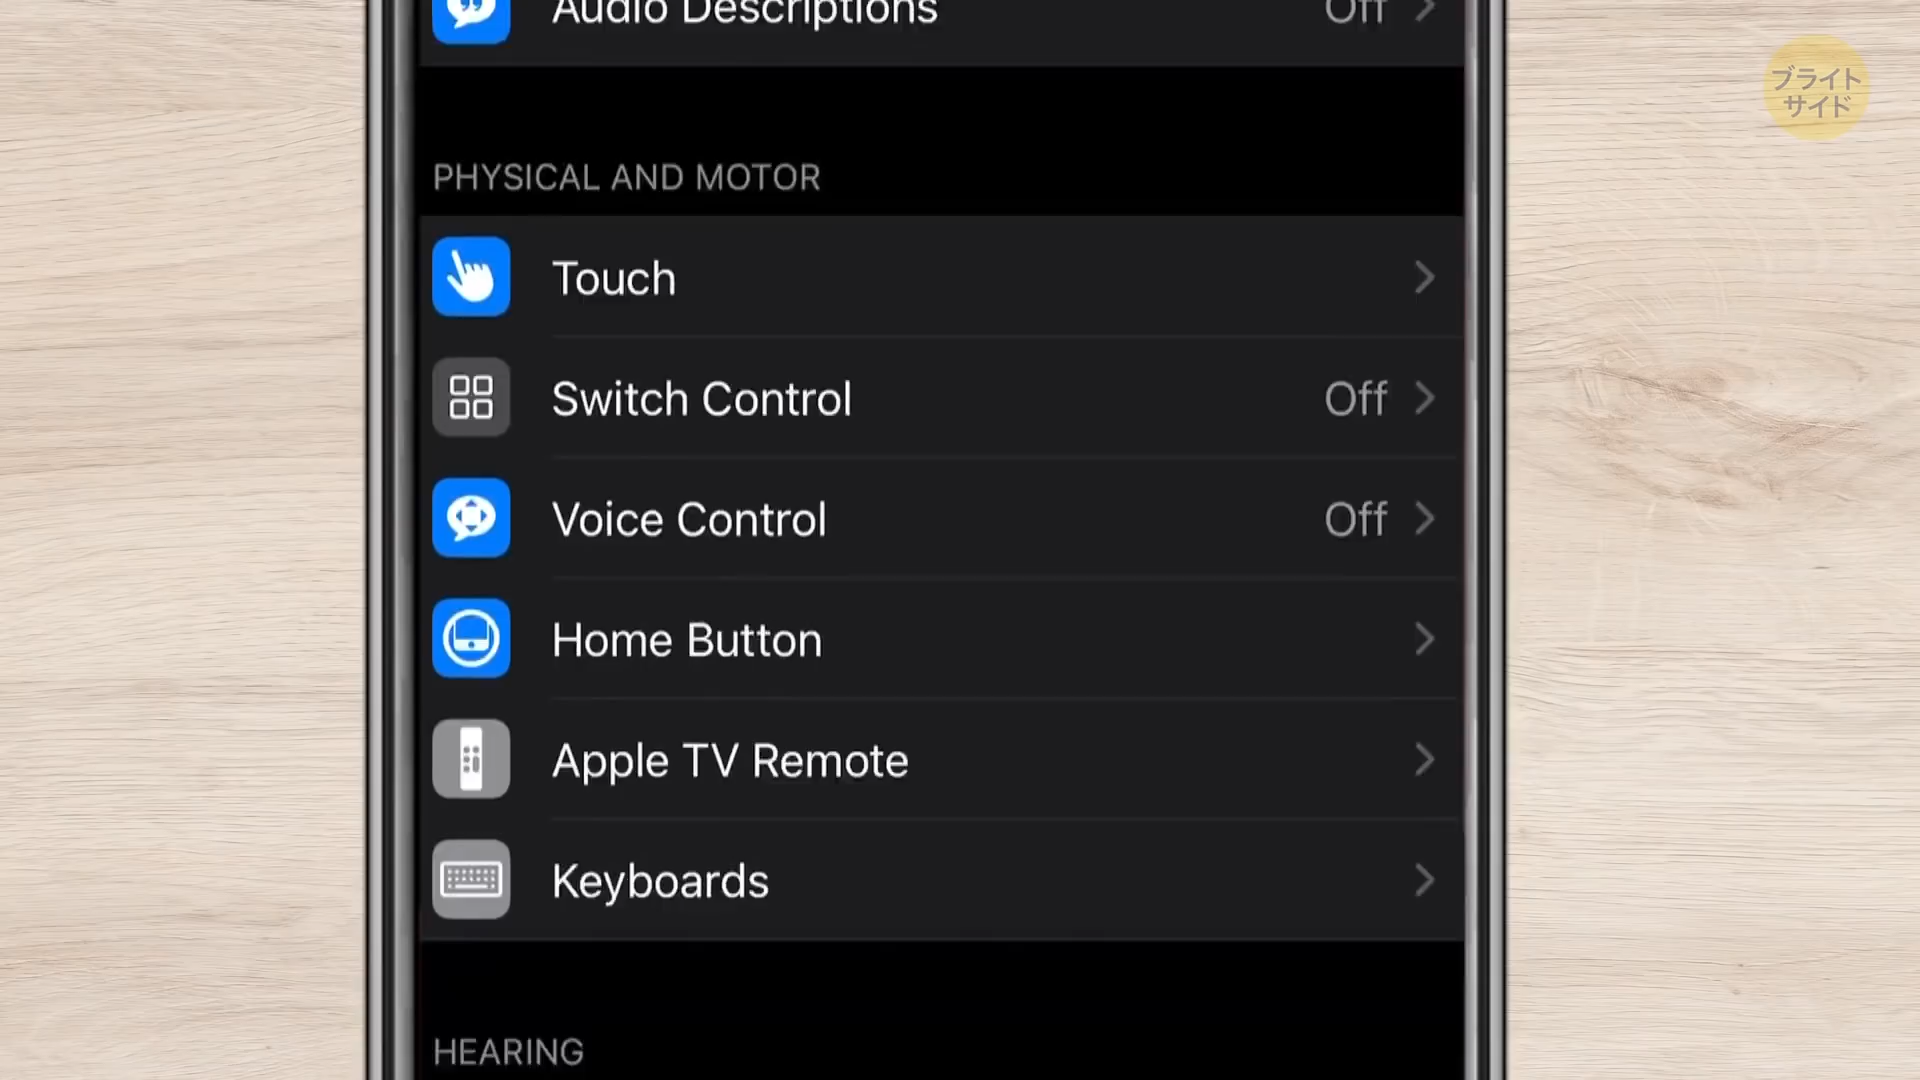 Audio Descriptions Off
ブライト
サイド
PHYSICAL AND MOTOR
Touch
Switch Control Off
Voice Control Off
Home Button
Apple TV Remote
Keyboards
HEARING